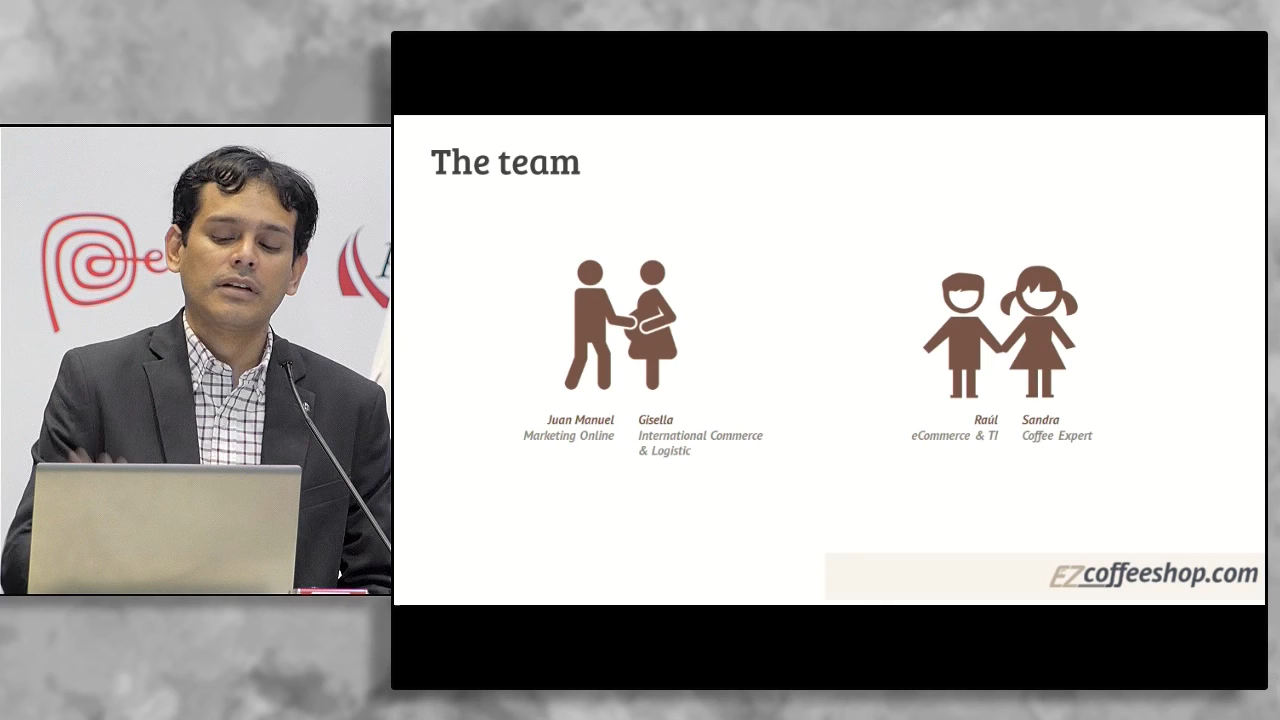 The team
Juan Manuel
Marketing Online
Gisella
International Commerce
& Logistic
Raúl
eCommerce & TI
Sandra
Coffee Expert
EZcoffeeshop.com